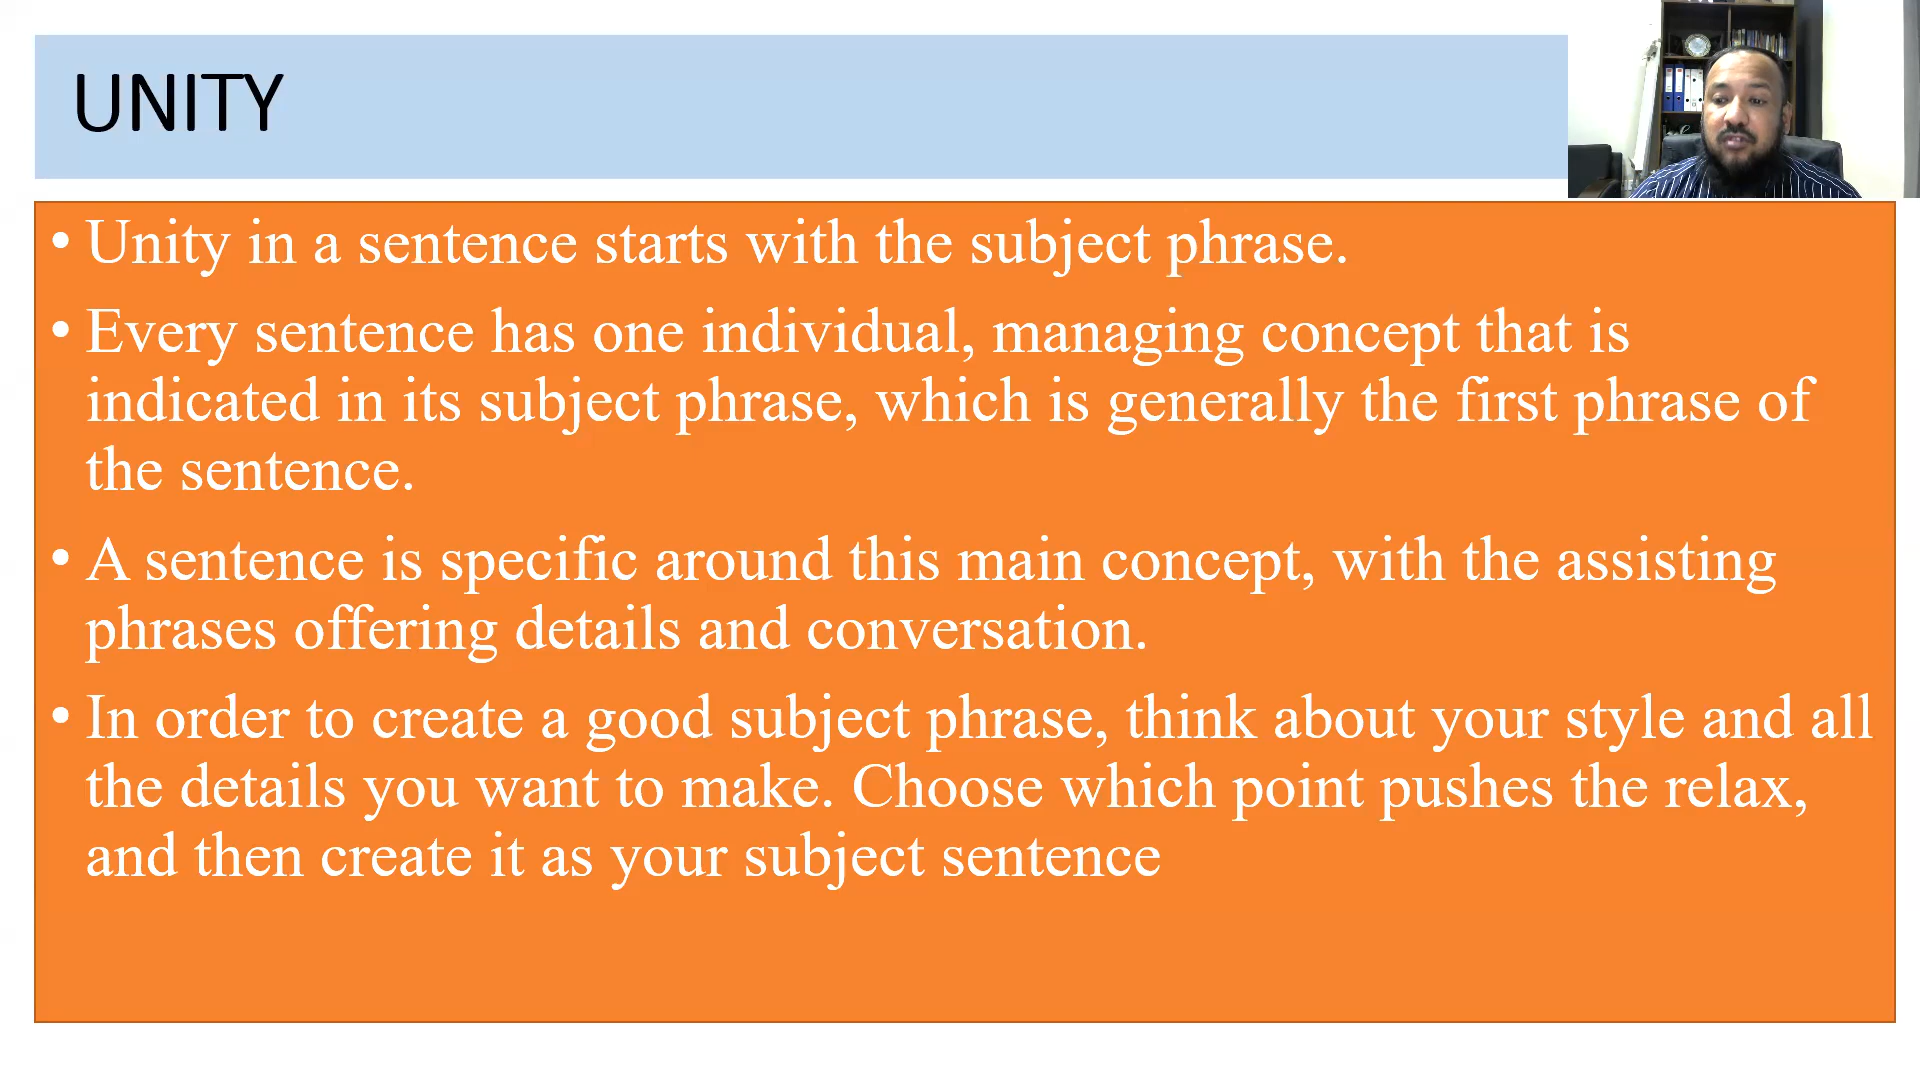 UNITY
• Unity in a sentence starts with the subject phrase.
• Every sentence has one individual, managing concept that is
indicated in its subject phrase, which is generally the first phrase of
the sentence.
• A sentence is specific around this main concept, with the assisting
phrases offering details and conversation.
• In order to create a good subject phrase, think about your style and all
the details you want to make. Choose which point pushes the relax,
and then create it as your subject sentence